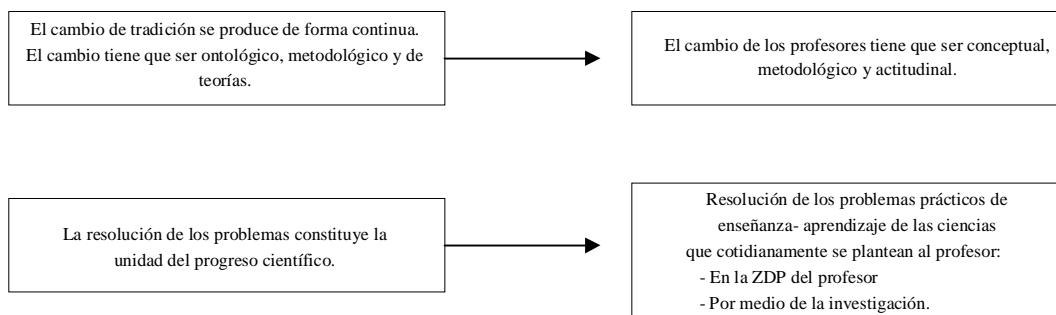 El cambio de tradición se produce de forma continua.
El cambio tiene que ser ontológico, metodológico y de
teorías.
El cambio de los profesores tiene que ser conceptual,
metodológico y actitudinal.
La resolución de los problemas constituye la
unidad del progreso científico.
Resolución de los problemas prácticos de
enseñanza- aprendizaje de las ciencias
que cotidianamente se plantean al profesor:
- En la ZDP del profesor
- Por medio de la investigación.